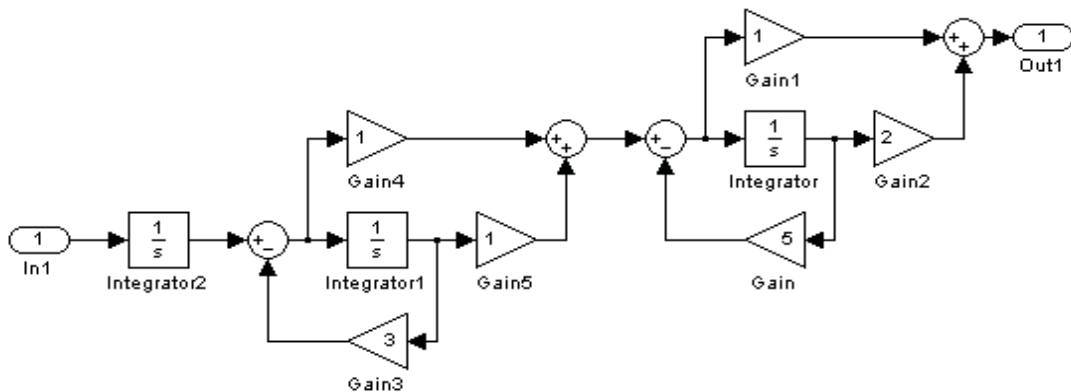 1
Gain1
+
+
1
Out1
1
Gain4
+
+
+
−
1
s
Integrator
2
Gain2
1
In1
1
s
Integrator2
+
−
1
s
Integrator1
1
Gain5
5
Gain
3
Gain3